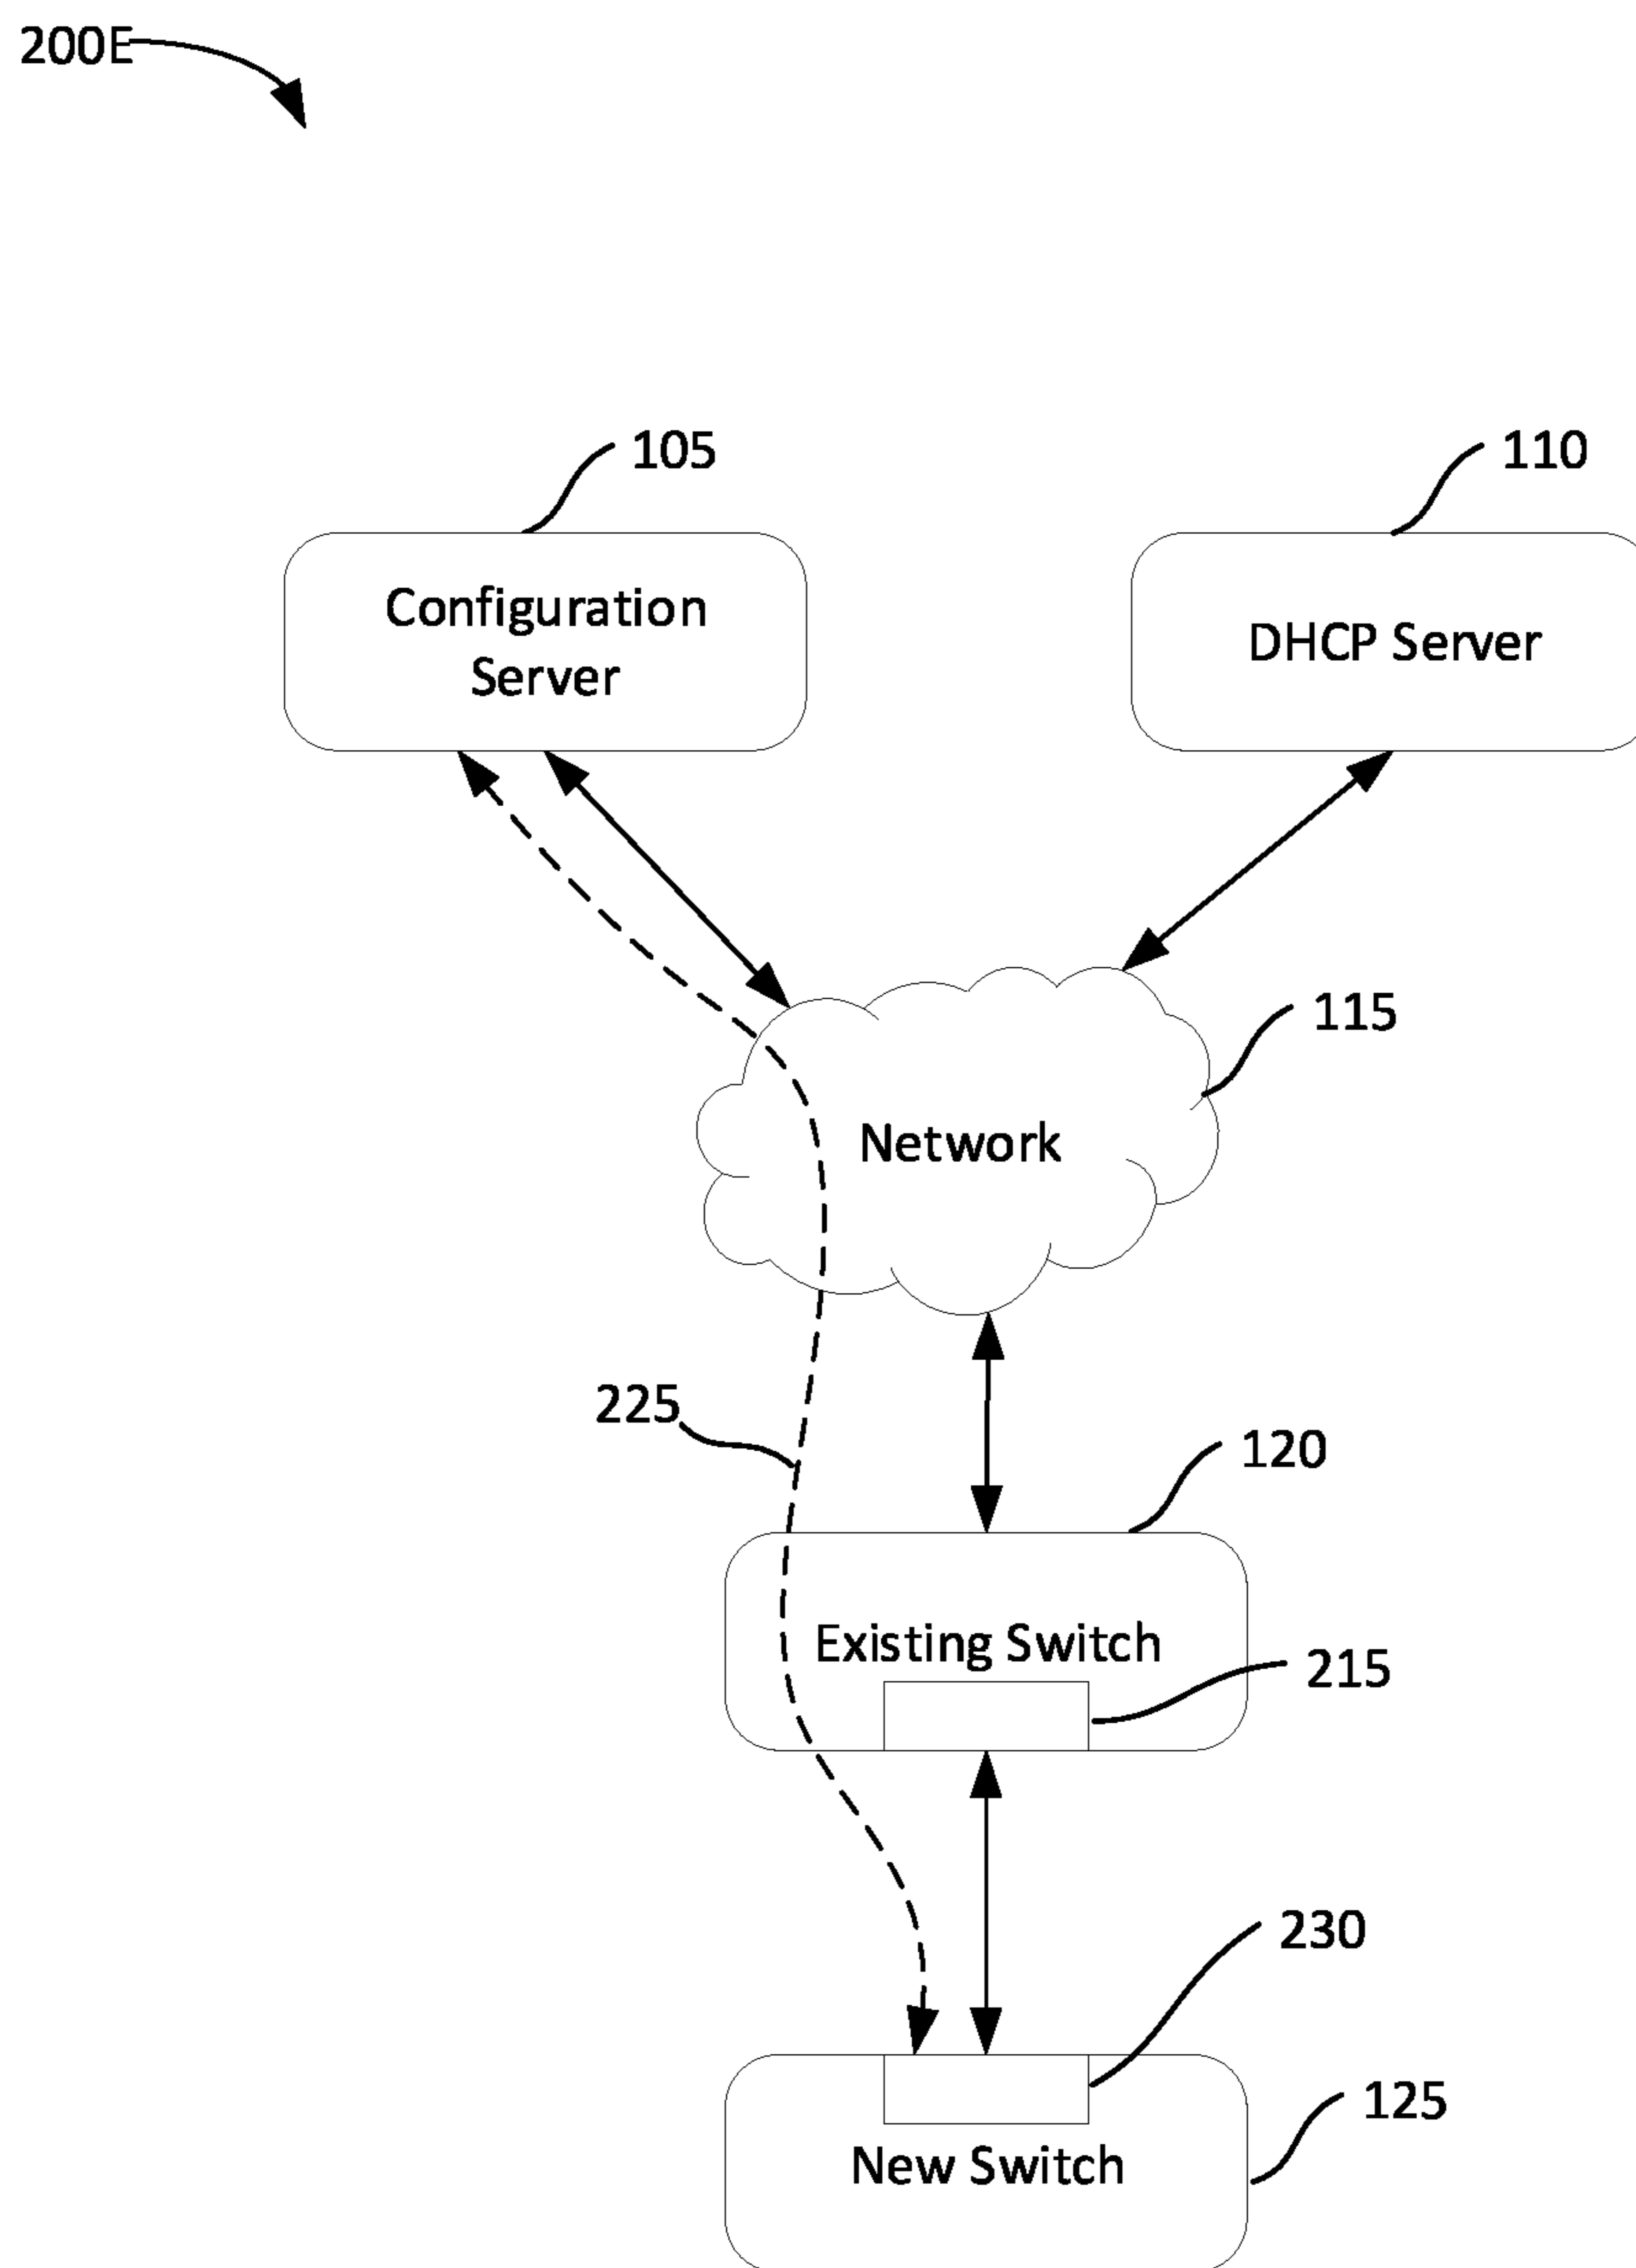 200E
105
110
Configuration
Server
DHCP Server
115
Network
225
120
Existing Switch
215
230
125
New Switch